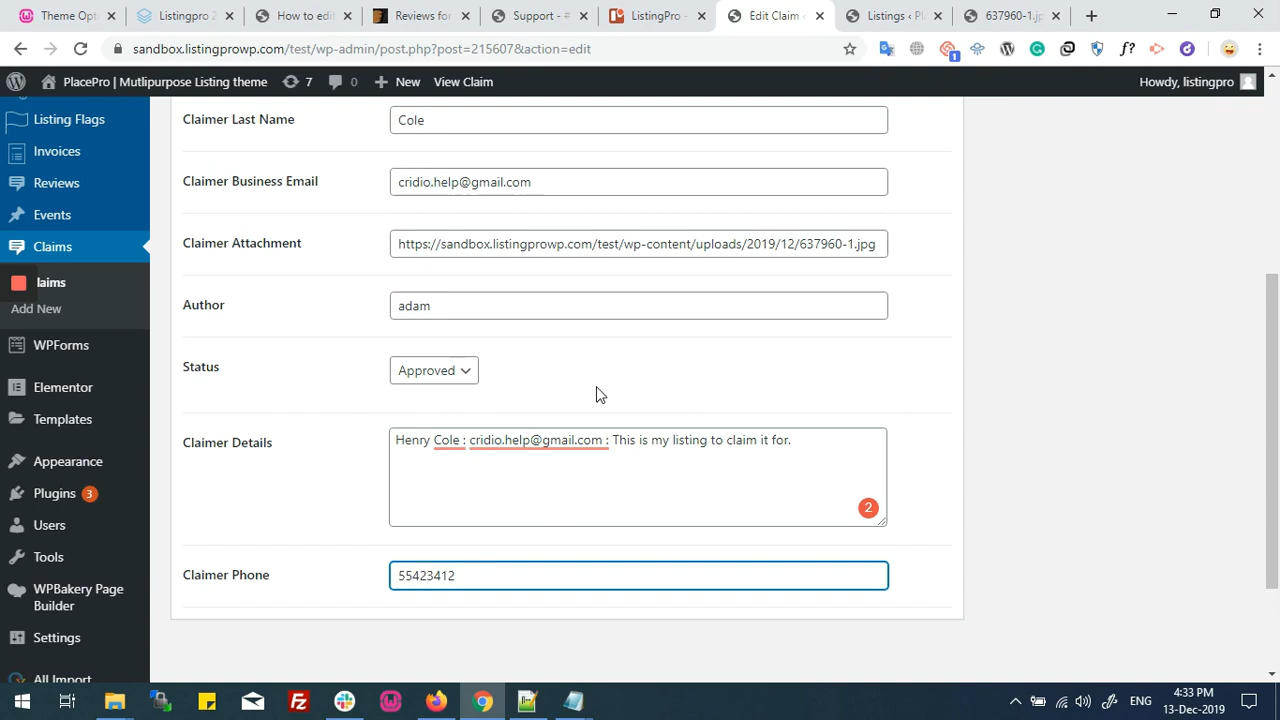 Theme Opt
Listingpro 2
How to edit
Reviews for
Support - #
ListingPro -
Edit Claim ‹
Listings ‹ Pl
637960-1.jp
sandbox.listingprowp.com/test/wp-admin/post.php?post=215607&action=edit
1
f?
PlacePro | Mutlipurpose Listing theme
7
0
New
View Claim
Howdy, listingpro
Listing Flags
Invoices
Reviews
Events
Claims
laims
Add New
WPForms
Elementor
Templates
Appearance
Plugins 3
Users
Tools
WPBakery Page
Builder
Settings
All Import
Claimer Last Name
Cole
Claimer Business Email
cridio.help@gmail.com
Claimer Attachment
https://sandbox.listingprowp.com/test/wp-content/uploads/2019/12/637960-1.jpg
Author
adam
Status
Approved
Claimer Details
Henry Cole : cridio.help@gmail.com : This is my listing to claim it for.
2
Claimer Phone
55423412
ENG
4:33 PM
13-Dec-2019